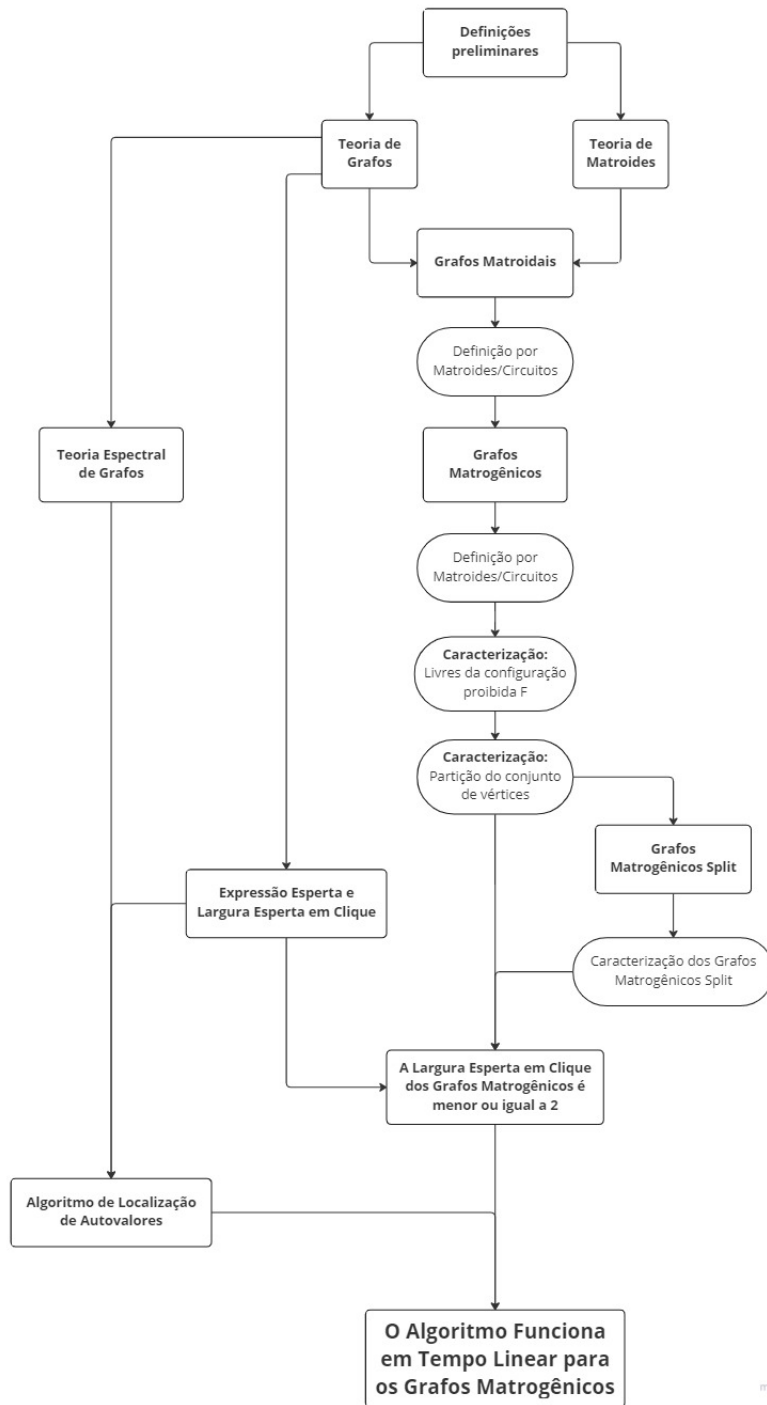 Definições
preliminares
Teoria de
Grafos
Teoria de
Matroides
Grafos Matroidais
Definição por
Matroides/Circuitos
Teoria Espectral
de Grafos
Grafos
Matrogênicos
Definição por
Matroides/Circuitos
Caracterização:
Livres da configuração
proibida F
Caracterização:
Partição do conjunto
de vértices
Grafos
Matrogênicos Split
Expressão Esperta e
Largura Esperta em Clique
Caracterização dos Grafos
Matrogênicos Split
A Largura Esperta em Clique
dos Grafos Matrogênicos é
menor ou igual a 2
Algoritmo de Localização
de Autovalores
O Algoritmo Funciona
em Tempo Linear para
os Grafos Matrogênicos